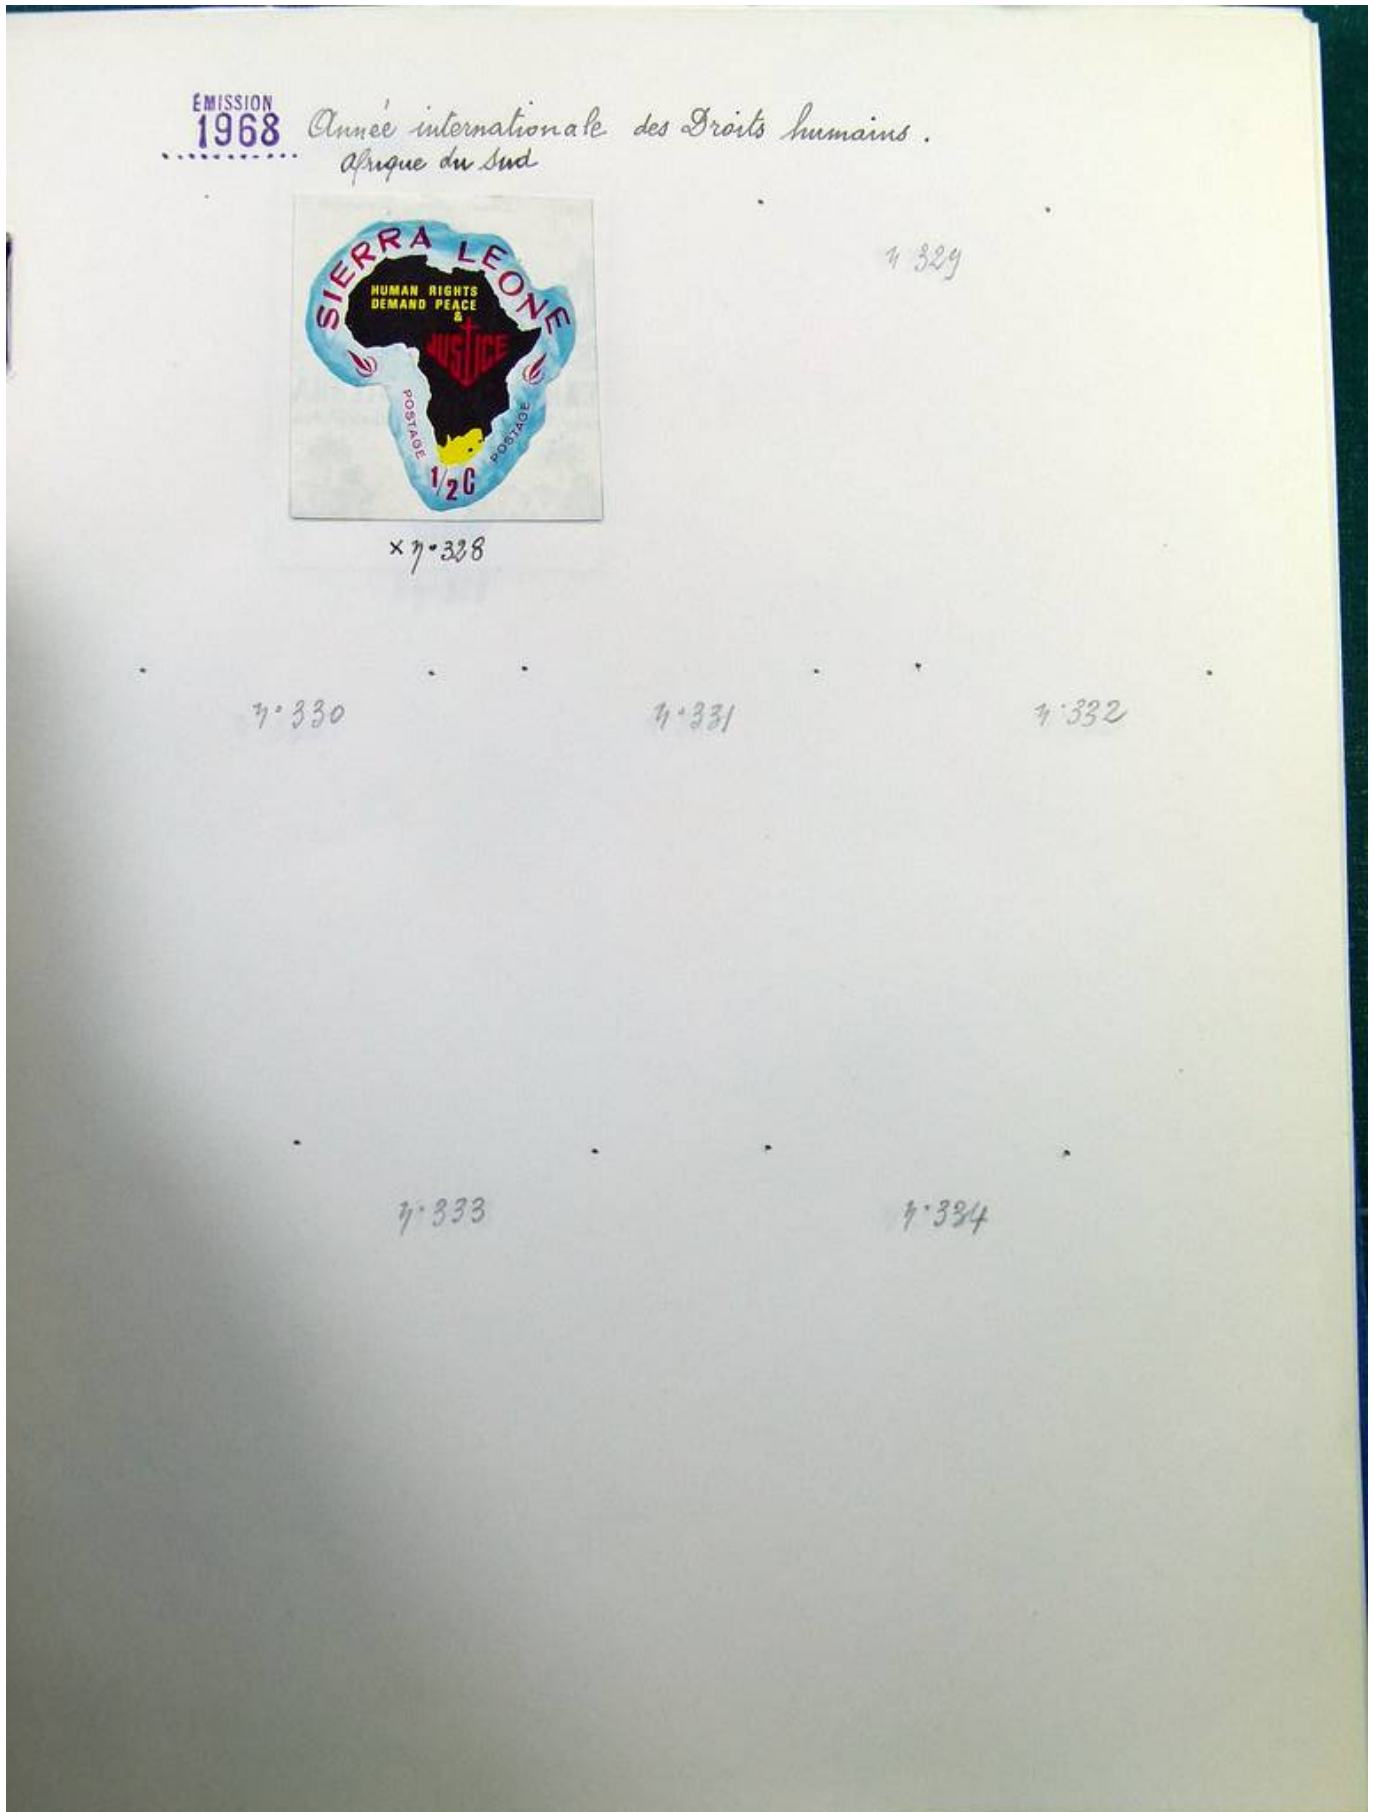 ÉMISSION
1968 Année internationale des Droits humains.
Afrique du Sud
SIERRA LEONE
HUMAN RIGHTS
DEMAND PEACE
&
JUSTICE
POSTAGE POSTAGE
1/2C
n° 329
x n° 328
n° 330 n° 331 n° 332
n° 333 n° 334